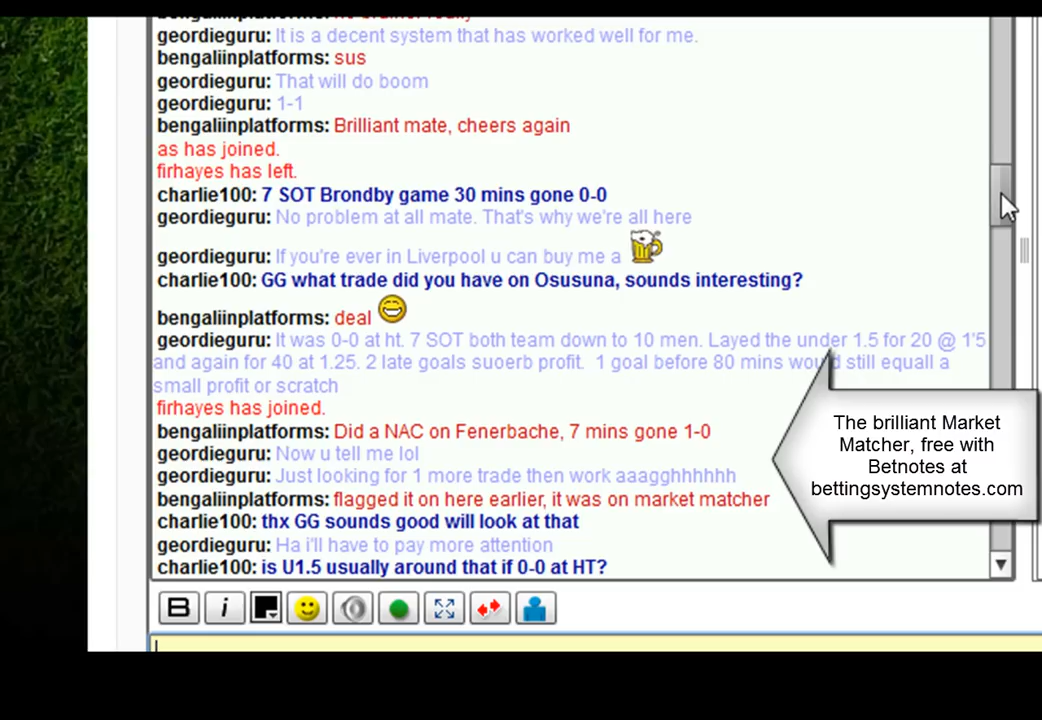 geordieguru: It is a decent system that has worked well for me.
bengaliinplatforms: sus
geordieguru: That will do boom
geordieguru: 1-1
bengaliinplatforms: Brilliant mate, cheers again
as has joined.
firhayes has left.
charlie100: 7 SOT Brondby game 30 mins gone 0-0
geordieguru: No problem at all mate. That's why we're all here
geordieguru: If you're ever in Liverpool u can buy me a
charlie100: GG what trade did you have on Osusuna, sounds interesting?
bengaliinplatforms: deal
geordieguru: It was 0-0 at ht. 7 SOT both team down to 10 men. Layed the under 1.5 for 20 @ 1'5
and again for 40 at 1.25. 2 late goals suoerb profit. 1 goal before 80 mins would still equall a
small profit or scratch
firhayes has joined.
bengaliinplatforms: Did a NAC on Fenerbache, 7 mins gone 1-0
geordieguru: Now u tell me lol
geordieguru: Just looking for 1 more trade then work aaagghhhhhh
bengaliinplatforms: flagged it on here earlier, it was on market matcher
charlie100: thx GG sounds good will look at that
geordieguru: Ha i'll have to pay more attention
charlie100: is U1.5 usually around that if 0-0 at HT?
The brilliant Market
Matcher, free with
Betnotes at
bettingsystemnotes.com
B
i